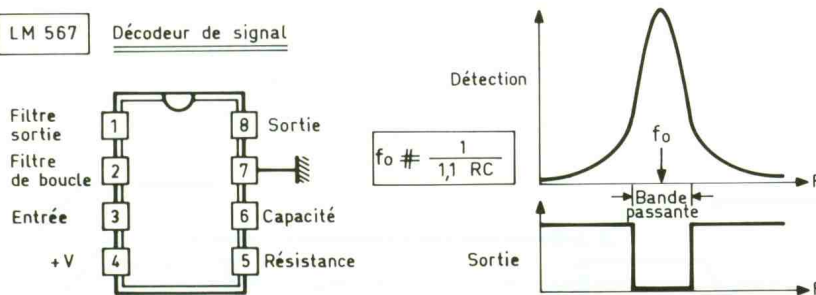 LM 567
Décodeur de signal
Filtre
sortie
1
8
Sortie
Filtre
de boucle
2
7
Entrée
3
6
Capacité
+V
4
5
Résistance
fo # 1
1,1 RC
Détection
fo
F
Bande
passante
Sortie
F